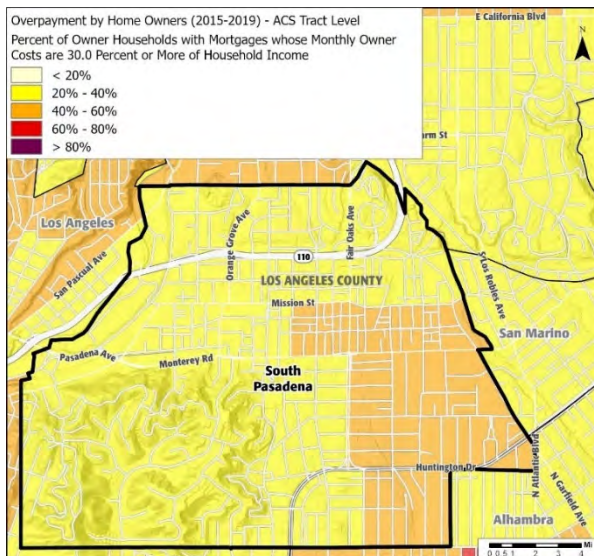 Overpayment by Home Owners (2015-2019) - ACS Tract Level
Percent of Owner Households with Mortgages whose Monthly Owner
Costs are 30.0 Percent or More of Household Income
< 20%
20% - 40%
40% - 60%
60% - 80%
> 80%
E California Blvd
N
Los Angeles
San Pascual Ave
Orange Grove Ave
Fair Oaks Ave
110
LOS ANGELES COUNTY
S Los Robles Ave
Mission St
San Marino
Pasadena Ave
Monterey Rd
South
Pasadena
Huntington Dr
N Atlantic Blvd
N Garfield Ave
Alhambra
Mi